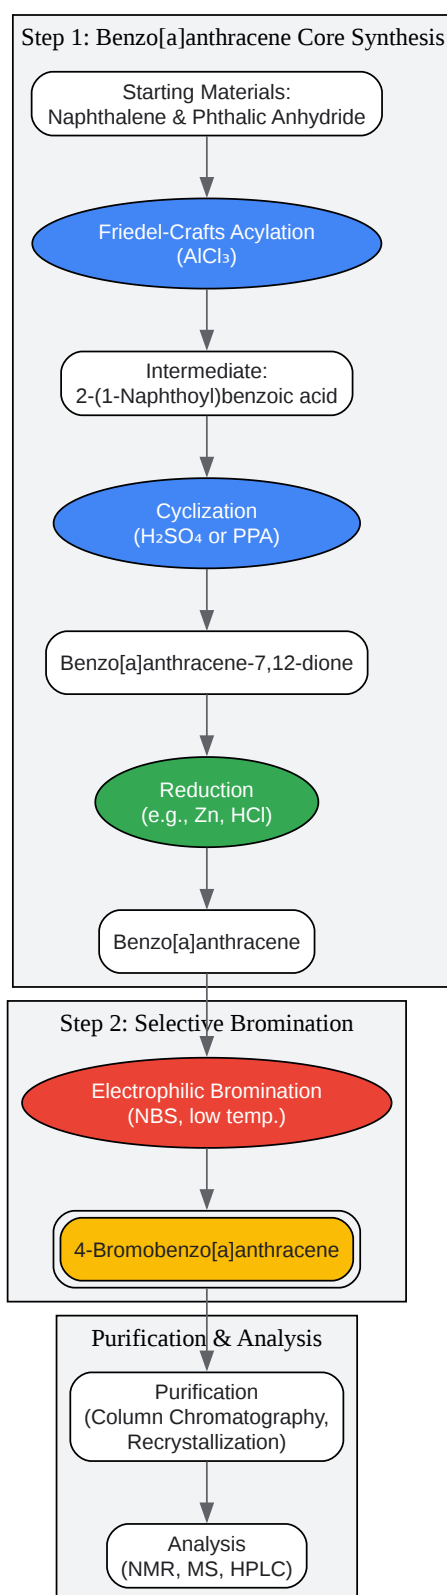 Step 1: Benzo[a]anthracene Core Synthesis
Starting Materials:
Naphthalene & Phthalic Anhydride
Friedel-Crafts Acylation
(AlCl₃)
Intermediate:
2-(1-Naphthoyl)benzoic acid
Cyclization
(H₂SO₄ or PPA)
Benzo[a]anthracene-7,12-dione
Reduction
(e.g., Zn, HCl)
Benzo[a]anthracene
Step 2: Selective Bromination
Electrophilic Bromination
(NBS, low temp.)
4-Bromobenzo[a]anthracene
Purification & Analysis
Purification
(Column Chromatography,
Recrystallization)
Analysis
(NMR, MS, HPLC)